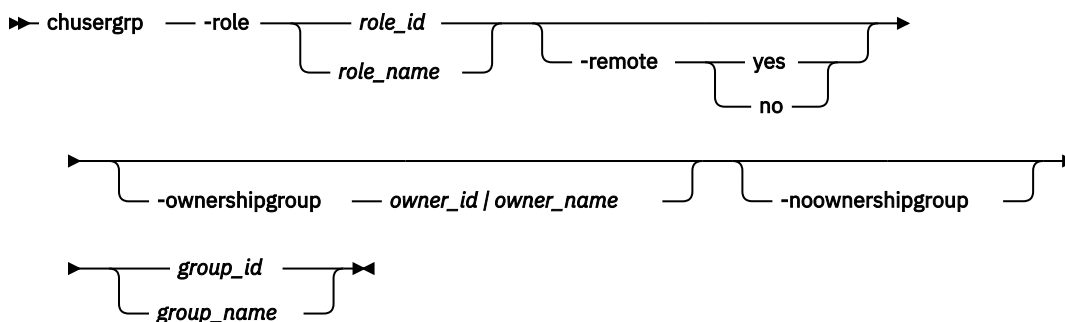 chusergrp -role role_id
role_name
-remote yes
no
-ownershipgroup owner_id / owner_name -noownershipgroup
group_id
group_name